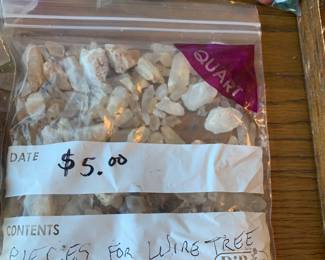 QUART
DATE
$5.00
CONTENTS
PIECES FOR WIRE TREE